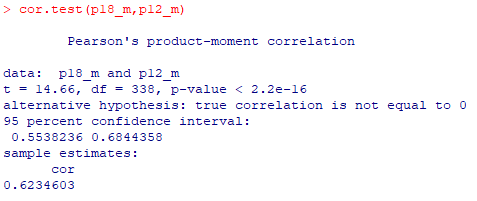 > cor.test(p18_m,p12_m)
Pearson's product-moment correlation
data:  p18_m and p12_m
t = 14.66, df = 338, p-value < 2.2e-16
alternative hypothesis: true correlation is not equal to 0
95 percent confidence interval:
 0.5538236 0.6844358
sample estimates:
cor
0.6234603